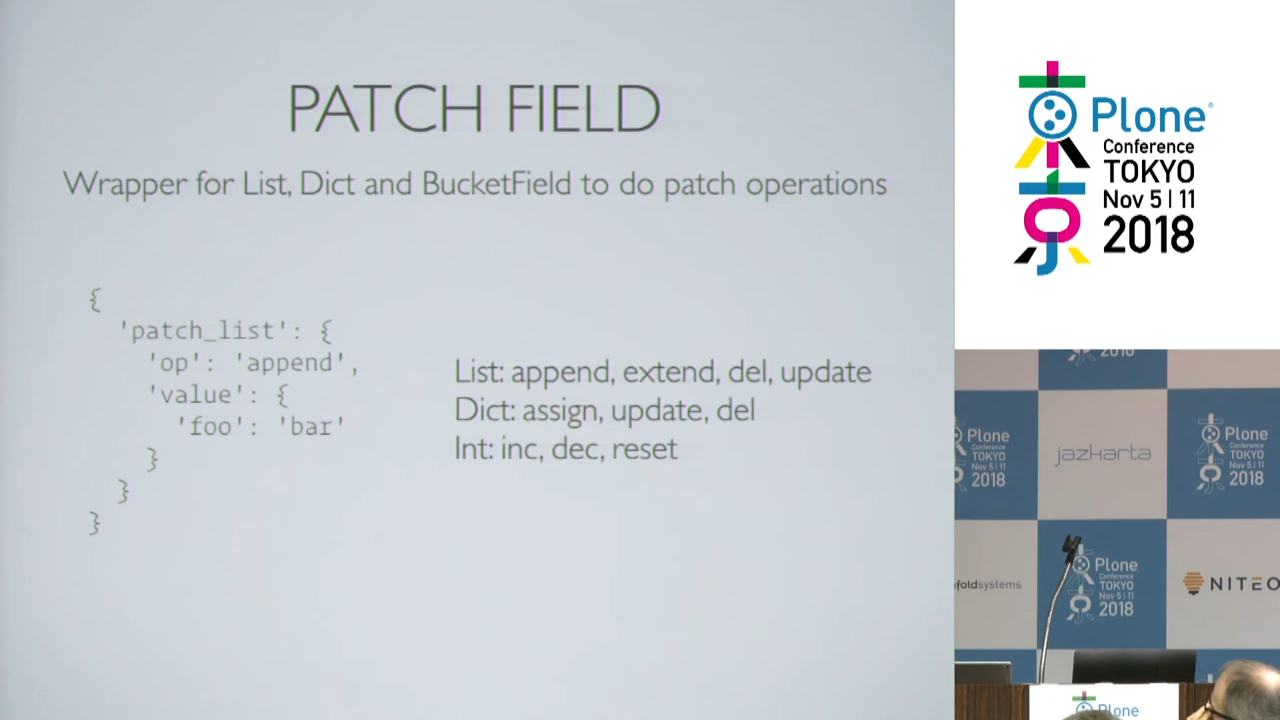 PATCH FIELD
Wrapper for List, Dict and BucketField to do patch operations
{
'patch_list': {
'op': 'append',
'value': {
'foo': 'bar'
}
}
}
List: append, extend, del, update
Dict: assign, update, del
Int: inc, dec, reset
Plone®
Conference
TOKYO
Nov 5 | 11
2018
2018
Plone
Conference
TOKYO
Nov 5 | 11
2018
jazkarta
Plone
Conference
TOKYO
Nov 5 | 11
2018
foldsystems
Plone
Conference
TOKYO
Nov 5 | 11
2018
NITEO
Plone